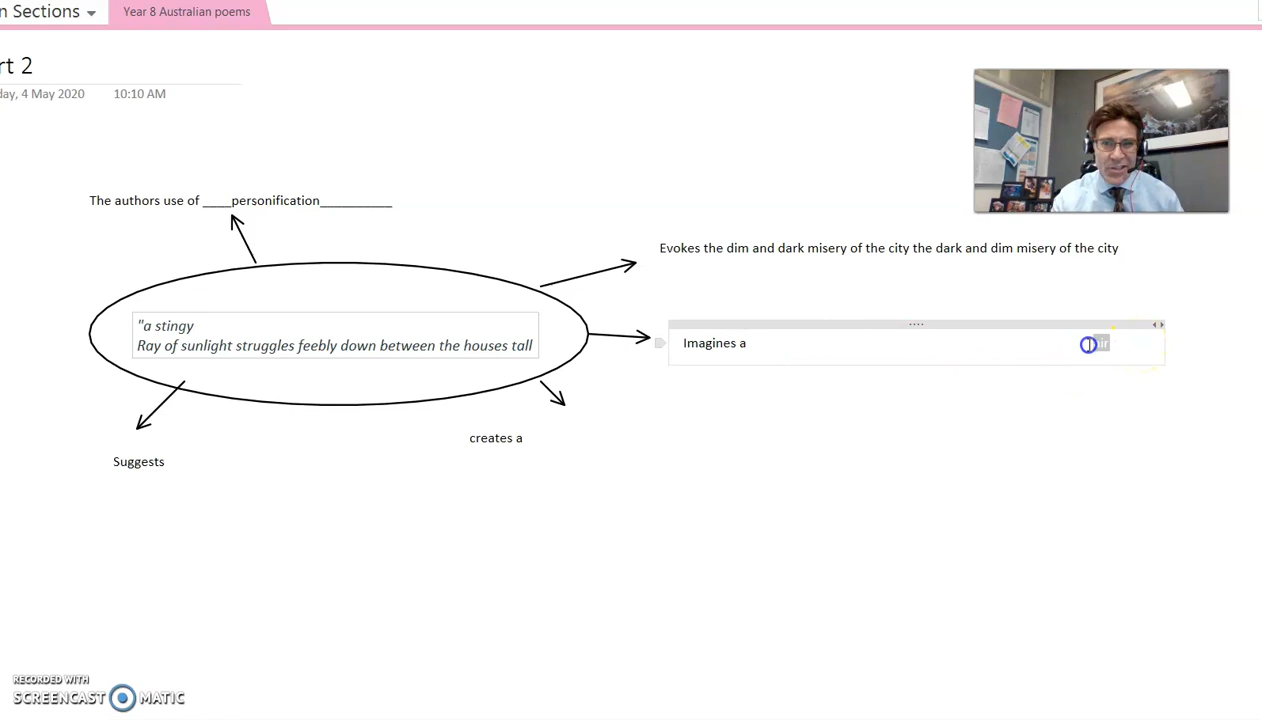 n Sections
Year 8 Australian poems
rt 2
day, 4 May 2020 10:10 AM
The authors use of ____personification__________
Evokes the dim and dark misery of the city the dark and dim misery of the city
"a stingy
Ray of sunlight struggles feebly down between the houses tall
Imagines a
creates a
Suggests
RECORDED WITH
SCREENCAST MATIC